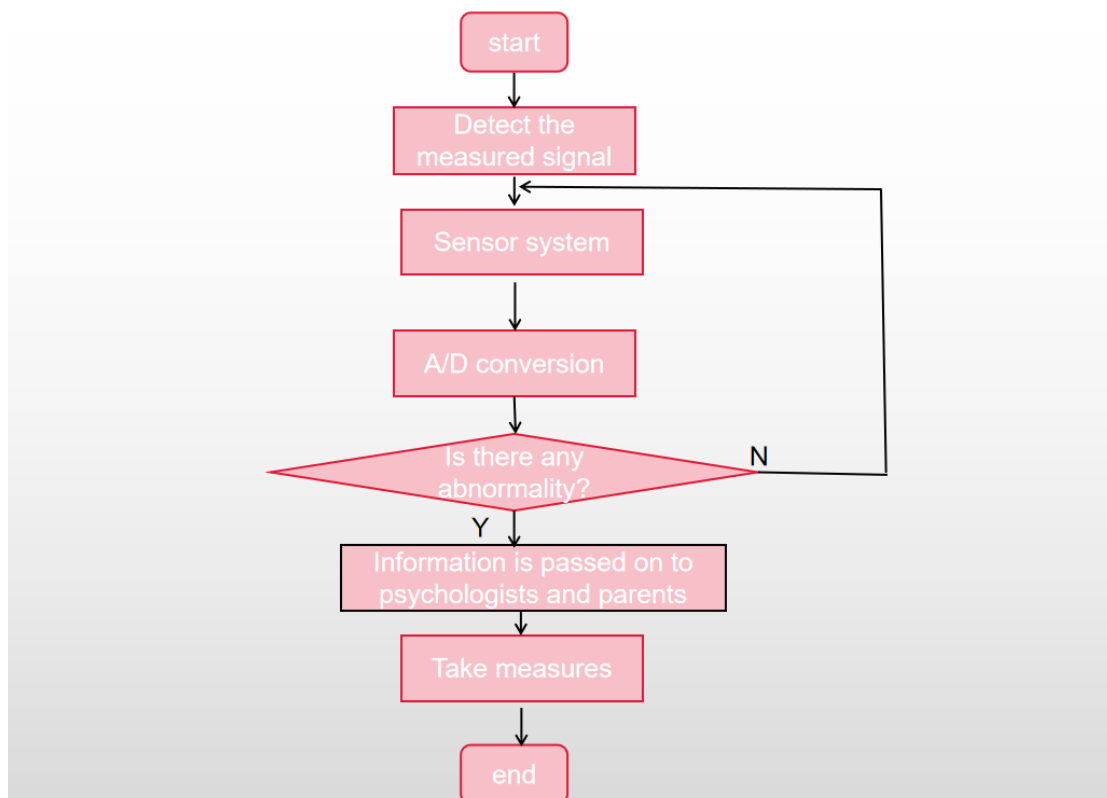 start
Detect the
measured signal
Sensor system
A/D conversion
Is there any
abnormality?
N
Y
Information is passed on to
psychologists and parents
Take measures
end